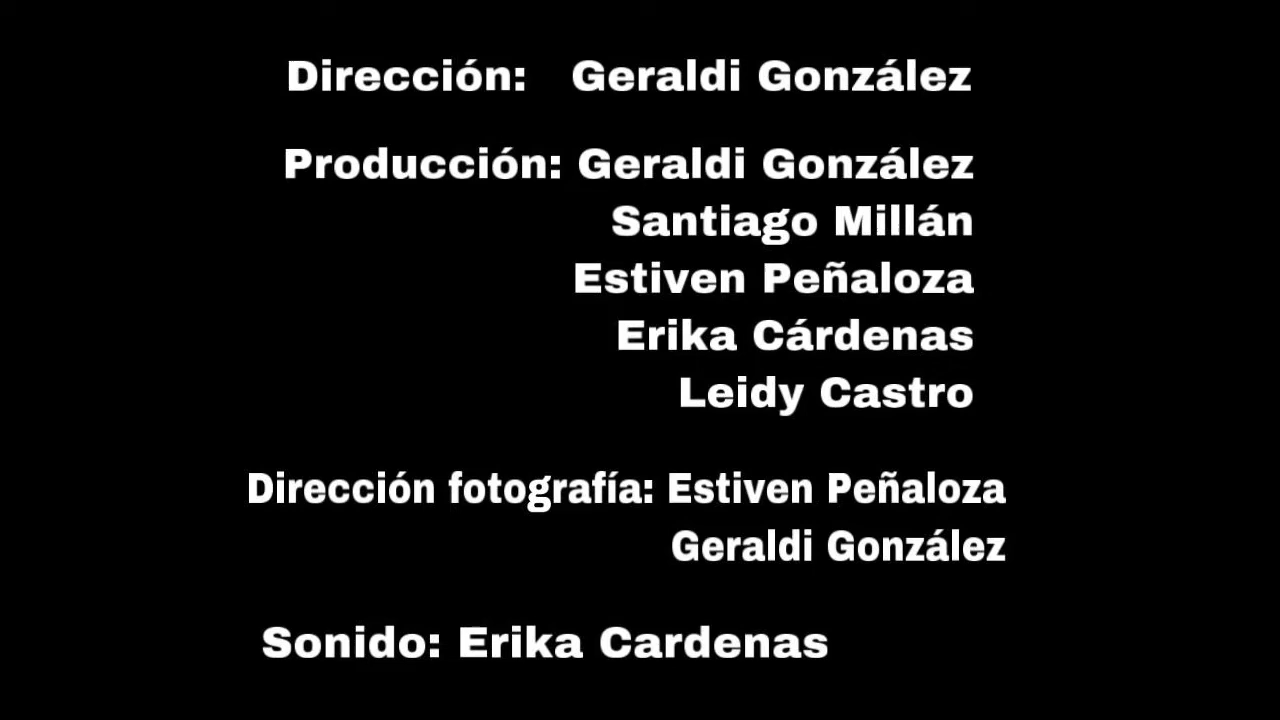 Dirección: Geraldi González
Producción: Geraldi González
Santiago Millán
Estiven Peñaloza
Erika Cárdenas
Leidy Castro
Dirección fotografía: Estiven Peñaloza
Geraldi González
Sonido: Erika Cardenas